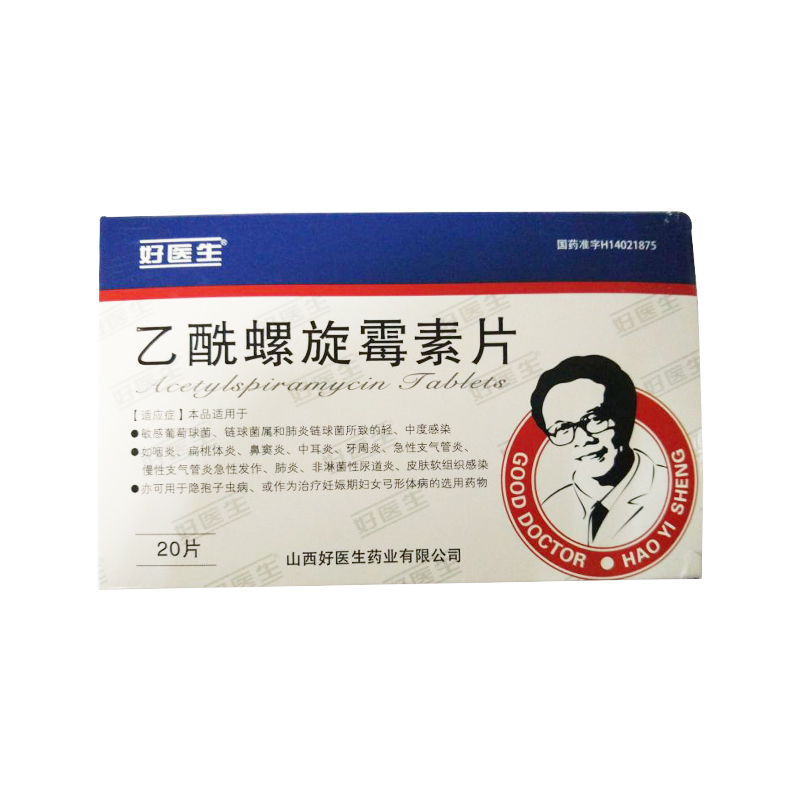 好医生®
国药准字H14021875
乙酰螺旋霉素片
Acetylspiramycin Tablets
【适应症】本品适用于
●敏感葡萄球菌、链球菌属和肺炎链球菌所致的轻、中度感染
●如咽炎、扁桃体炎、鼻窦炎、中耳炎、牙周炎、急性支气管炎、
慢性支气管炎急性发作、肺炎、非淋菌性尿道炎、皮肤软组织感染
●亦可用于隐孢子虫病、或作为治疗妊娠期妇女弓形体病的选用药物
20片
山西好医生药业有限公司
GOOD DOCTOR ● HAO YI SHENG